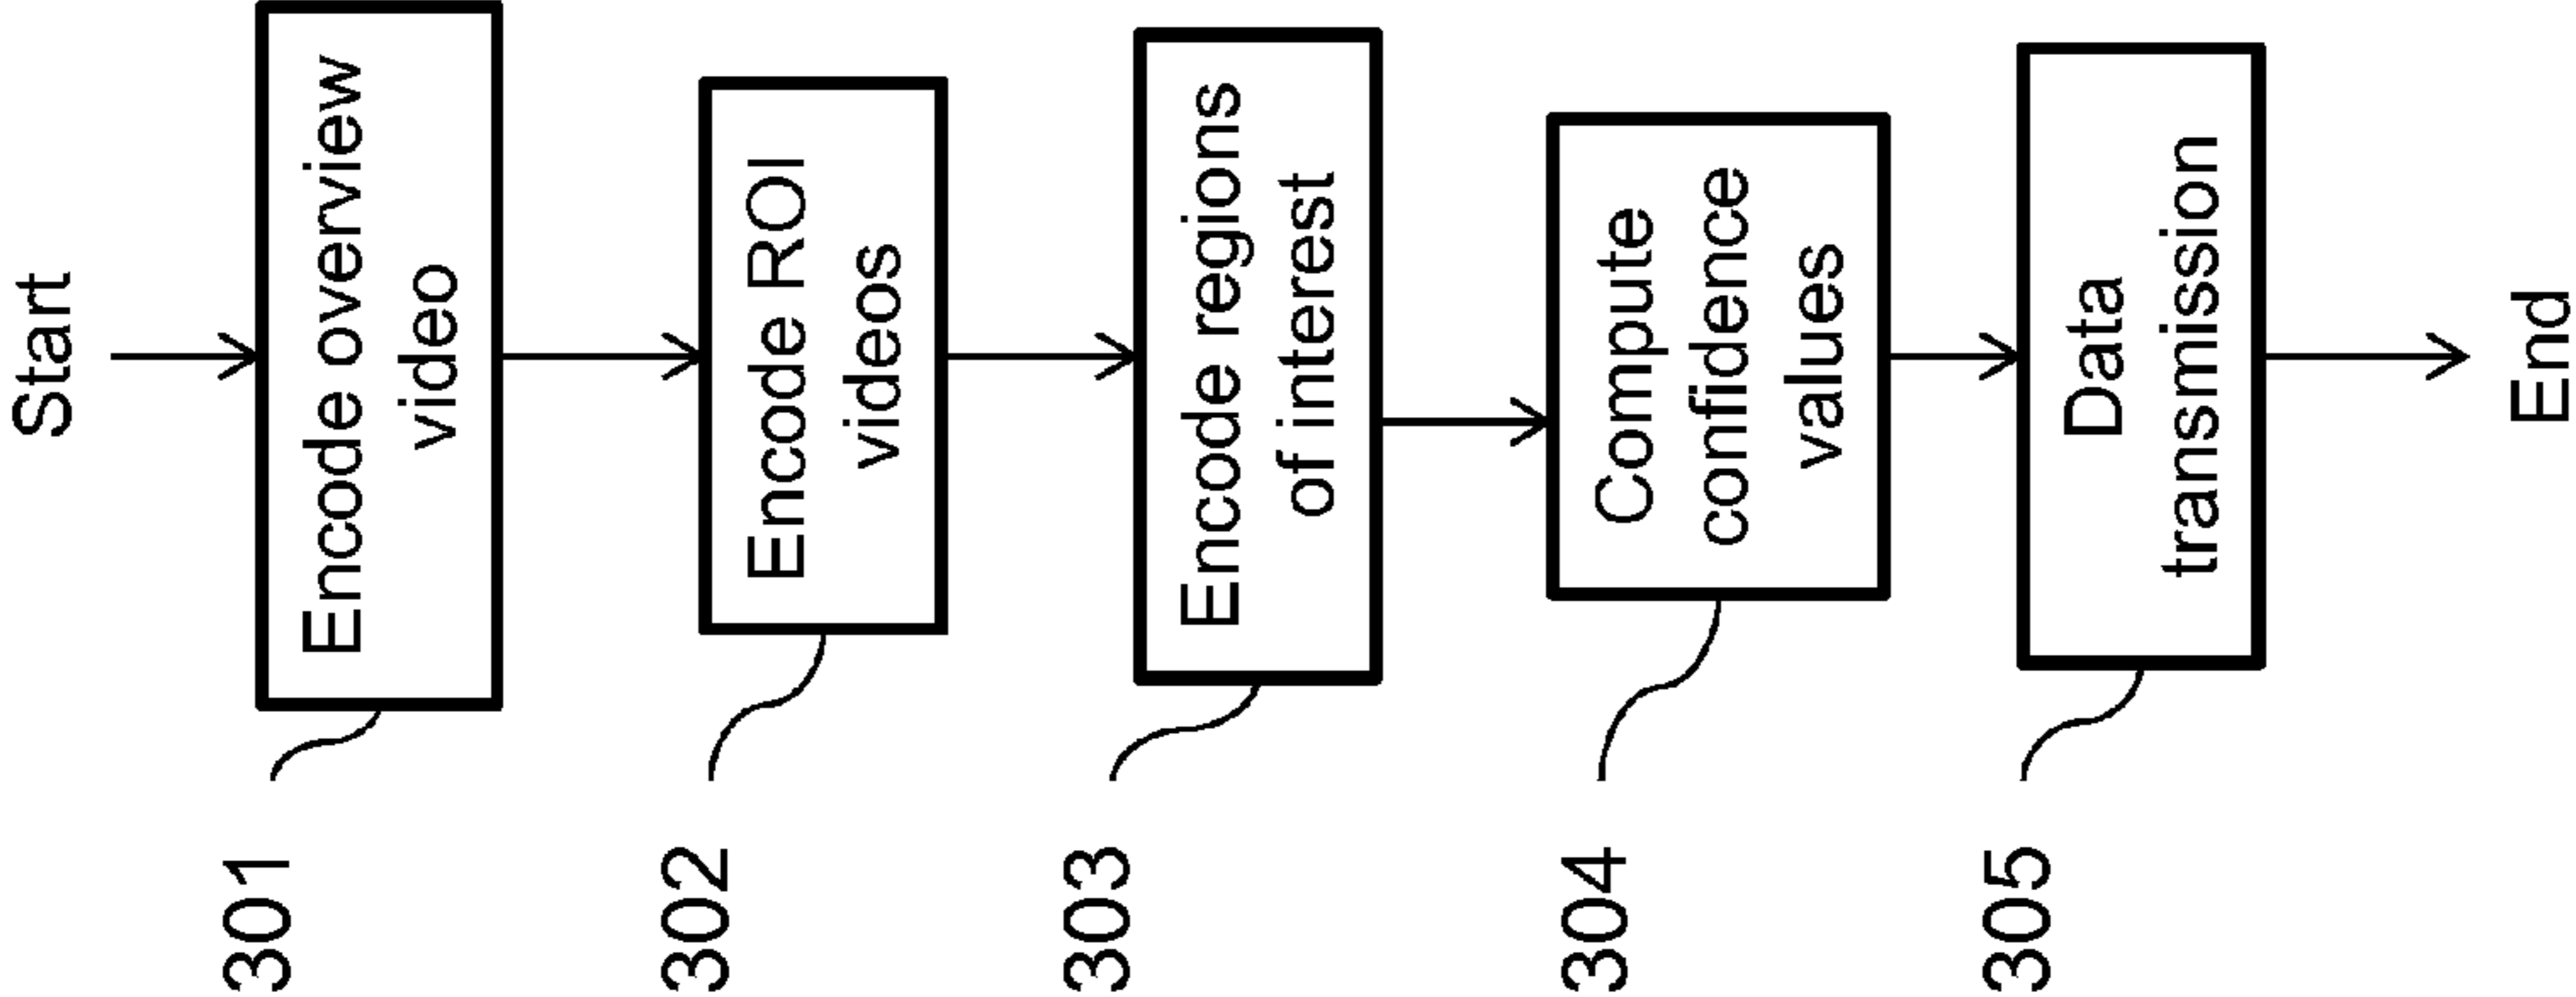 Start
301
Encode overview
video
302
Encode ROI
videos
303
Encode regions
of interest
304
Compute
confidence
values
305
Data
transmission
End